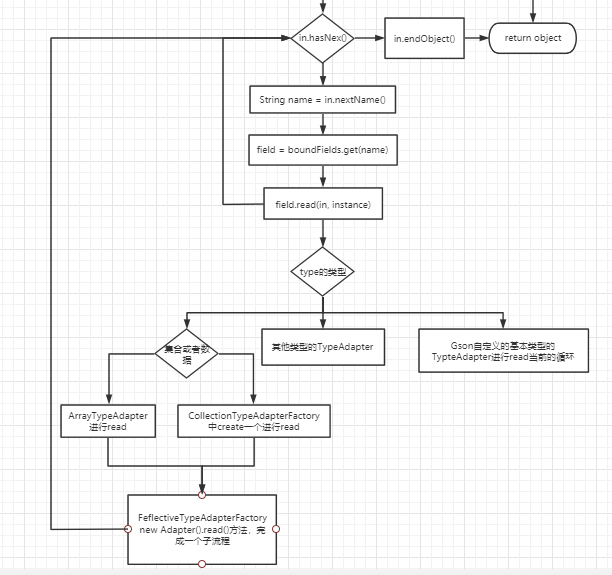 in.hasNex()
in.endObject()
return object
String name = in.nextName()
field = boundFields.get(name)
field.read(in, instance)
type的类型
集合或者数
据
其他类型的TypeAdapter
Gson自定义的基本类型的
TypteAdapter进行read当前的循环
ArrayTypeAdapter
进行read
CollectionTypeAdapterFactory
中create一个进行read
FeflectiveTypeAdapterFactory
new Adapter().read()方法，完
成一个子流程